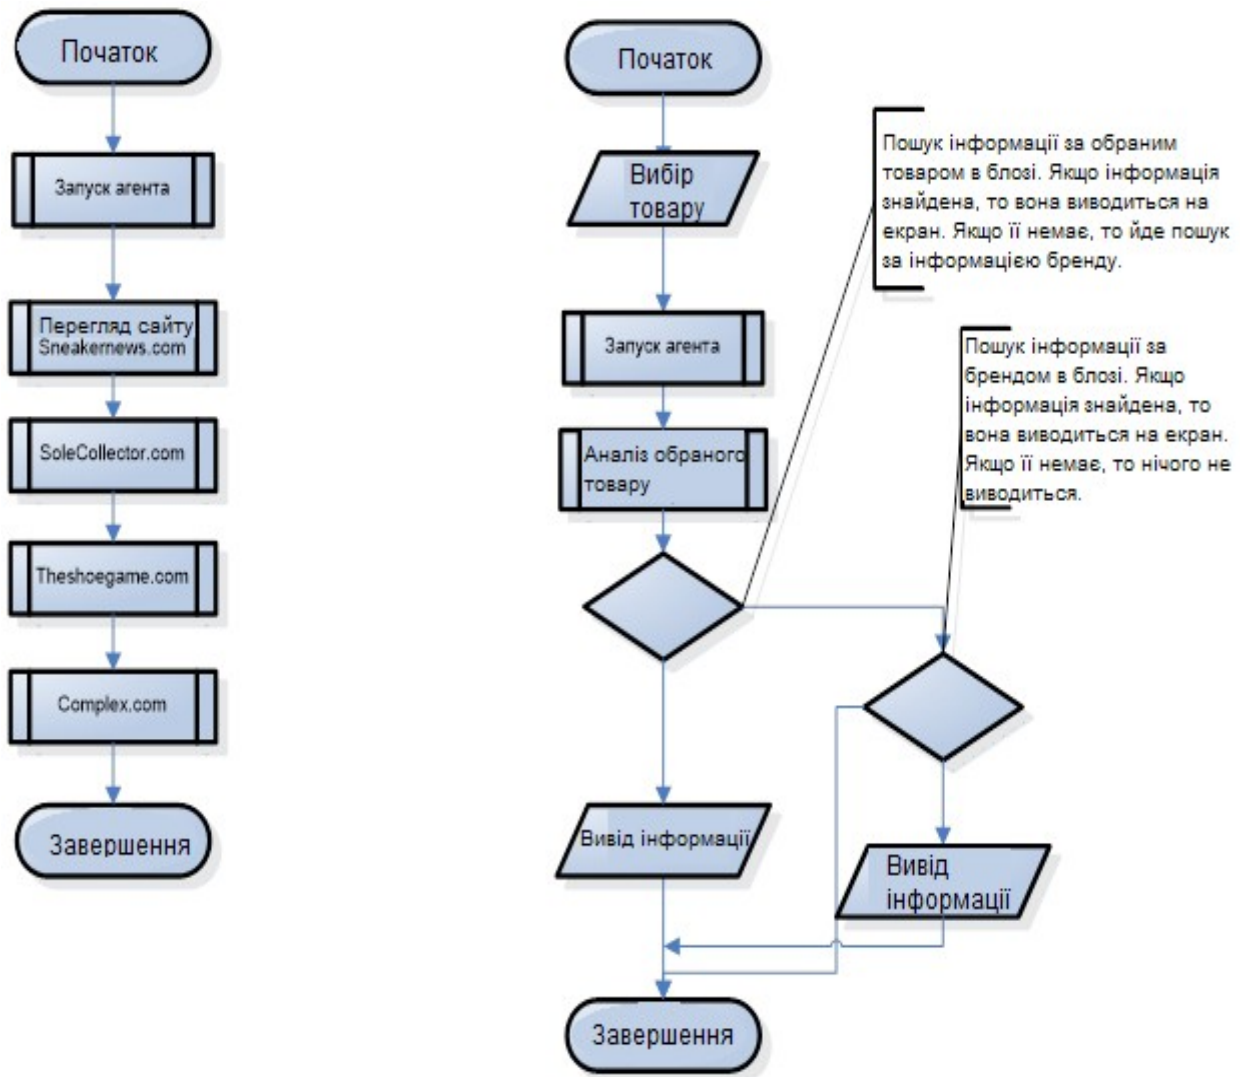 Початок
Запуск агента
Перегляд сайту
Sneakernews.com
SoleCollector.com
Theshoegame.com
Complex.com
Завершення
Початок
Вибір
товару
Запуск агента
Аналіз обраного
товару
Пошук інформації за обраним
товаром в блозі. Якщо інформація
знайдена, то вона виводиться на
екран. Якщо її немає, то йде пошук
за інформацією бренду.
Пошук інформації за
брендом в блозі. Якщо
інформація знайдена, то
вона виводиться на екран.
Якщо її немає, то нічого не
виводиться.
Вивід інформації
Вивід
інформації
Завершення